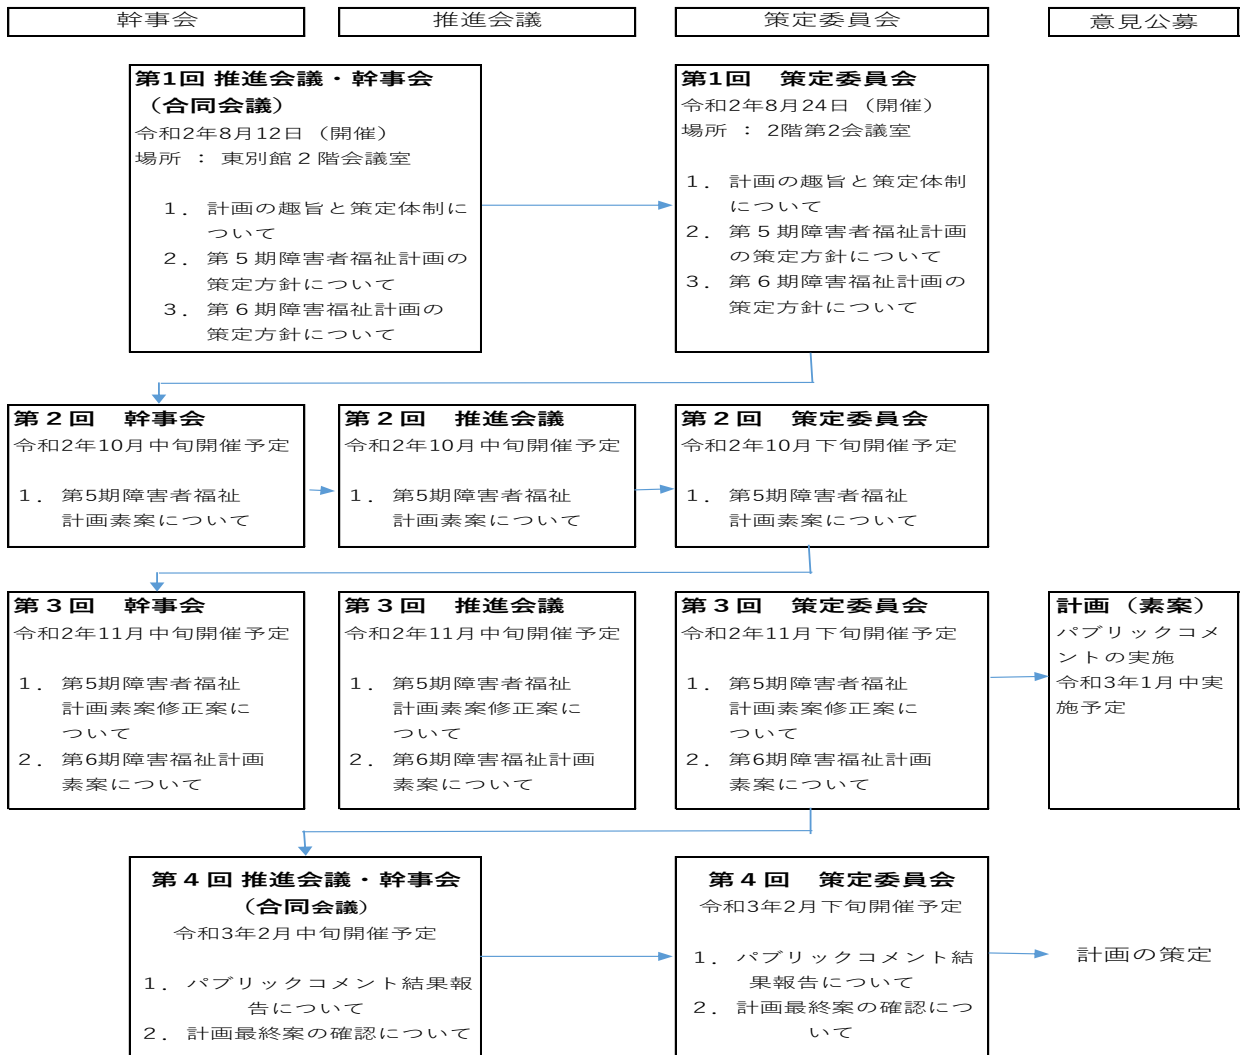 幹事会
推進会議
策定委員会
意見公募
第1回 推進会議・幹事会
（合同会議）
令和2年8月12日（開催）
場所 ： 東別館２階会議室
1． 計画の趣旨と策定体制に
ついて
2． 第５期障害者福祉計画の
策定方針について
3． 第６期障害福祉計画の
策定方針について
第1回　策定委員会
令和2年8月24日（開催）
場所 ： 2階第2会議室
1． 計画の趣旨と策定体制
について
2． 第５期障害者福祉計画
の策定方針について
3． 第６期障害福祉計画の
策定方針について
第２回　幹事会
令和2年10月中旬開催予定
1． 第5期障害者福祉
計画素案について
第２回　推進会議
令和2年10月中旬開催予定
1． 第5期障害者福祉
計画素案について
第２回　策定委員会
令和2年10月下旬開催予定
1． 第5期障害者福祉
計画素案について
第３回　幹事会
令和2年11月中旬開催予定
1． 第5期障害者福祉
計画素案修正案に
ついて
2． 第6期障害福祉計画
素案について
第３回　推進会議
令和2年11月中旬開催予定
1． 第5期障害者福祉
計画素案修正案に
ついて
2． 第6期障害福祉計画
素案について
第３回　策定委員会
令和2年11月下旬開催予定
1． 第5期障害者福祉
計画素案修正案に
ついて
2． 第6期障害福祉計画
素案について
計画（素案）
パブリックコメ
ントの実施
令和3年1月中実
施予定
第４回 推進会議・幹事会
（合同会議）
令和3年2月中旬開催予定
1． パブリックコメント結果報
告について
2． 計画最終案の確認について
第４回　策定委員会
令和3年2月下旬開催予定
1． パブリックコメント結
果報告について
2． 計画最終案の確認につ
いて
計画の策定